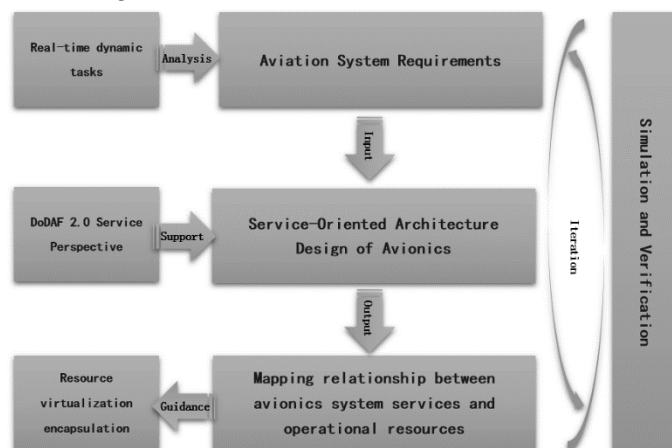 Real-time dynamic
tasks
Analysis
Aviation System Requirements
Input
DoDAF 2.0 Service
Perspective
Support
Service-Oriented Architecture
Design of Avionics
Output
Resource
virtualization
encapsulation
Guidance
Mapping relationship between
avionics system services and
operational resources
Iteration
Simulation and Verification